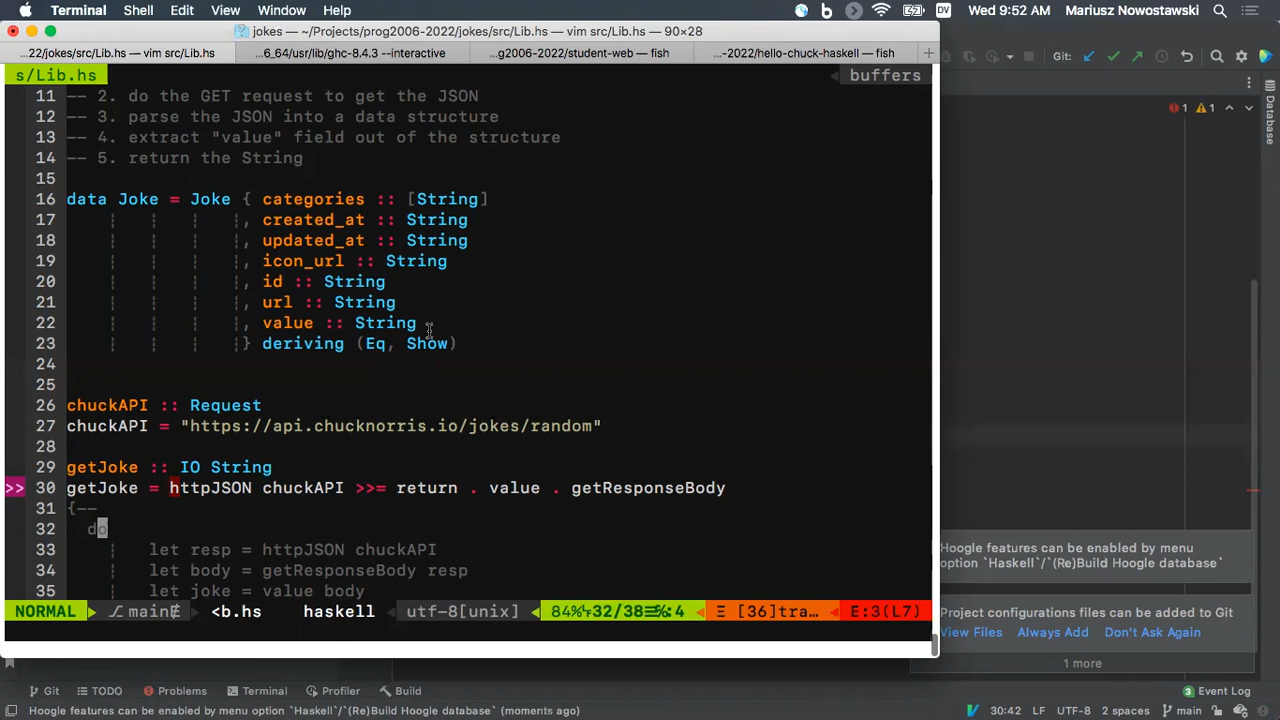 Terminal Shell Edit View Window Help DV Wed 9:52 AM Mariusz Nowostawski
jokes — ~/Projects/prog2006-2022/jokes/src/Lib.hs — vim src/Lib.hs — 90×28
...22/jokes/src/Lib.hs — vim src/Lib.hs ...6_64/usr/lib/ghc-8.4.3 --interactive ...g2006-2022/student-web — fish ...-2022/hello-chuck-haskell — fish +
Git:
s/Lib.hs buffers
Database
1 1
11 -- 2. do the GET request to get the JSON
12 -- 3. parse the JSON into a data structure
13 -- 4. extract "value" field out of the structure
14 -- 5. return the String
15
16 data Joke = Joke { categories :: [String]
17 , created_at :: String
18 , updated_at :: String
19 , icon_url :: String
20 , id :: String
21 , url :: String
22 , value :: String
23 } deriving (Eq, Show)
24
25
26 chuckAPI :: Request
27 chuckAPI = "https://api.chucknorris.io/jokes/random"
28
29 getJoke :: IO String
>> 30 getJoke = httpJSON chuckAPI >>= return . value . getResponseBody
31 {--
32 do
33 let resp = httpJSON chuckAPI
34 let body = getResponseBody resp
35 let joke = value body
NORMAL main <b.hs haskell utf-8[unix] 84% 32/38 :4 Ξ [36]tra... E:3(L7)
Hoogle features can be enabled by menu
option `Haskell`/`(Re)Build Hoogle database`
Project configurations files can be added to Git
View Files Always Add Don't Ask Again
1 more
Git TODO Problems Terminal Profiler Build 3 Event Log
Hoogle features can be enabled by menu option `Haskell`/`(Re)Build Hoogle database` (moments ago) 30:42 LF UTF-8 2 spaces main